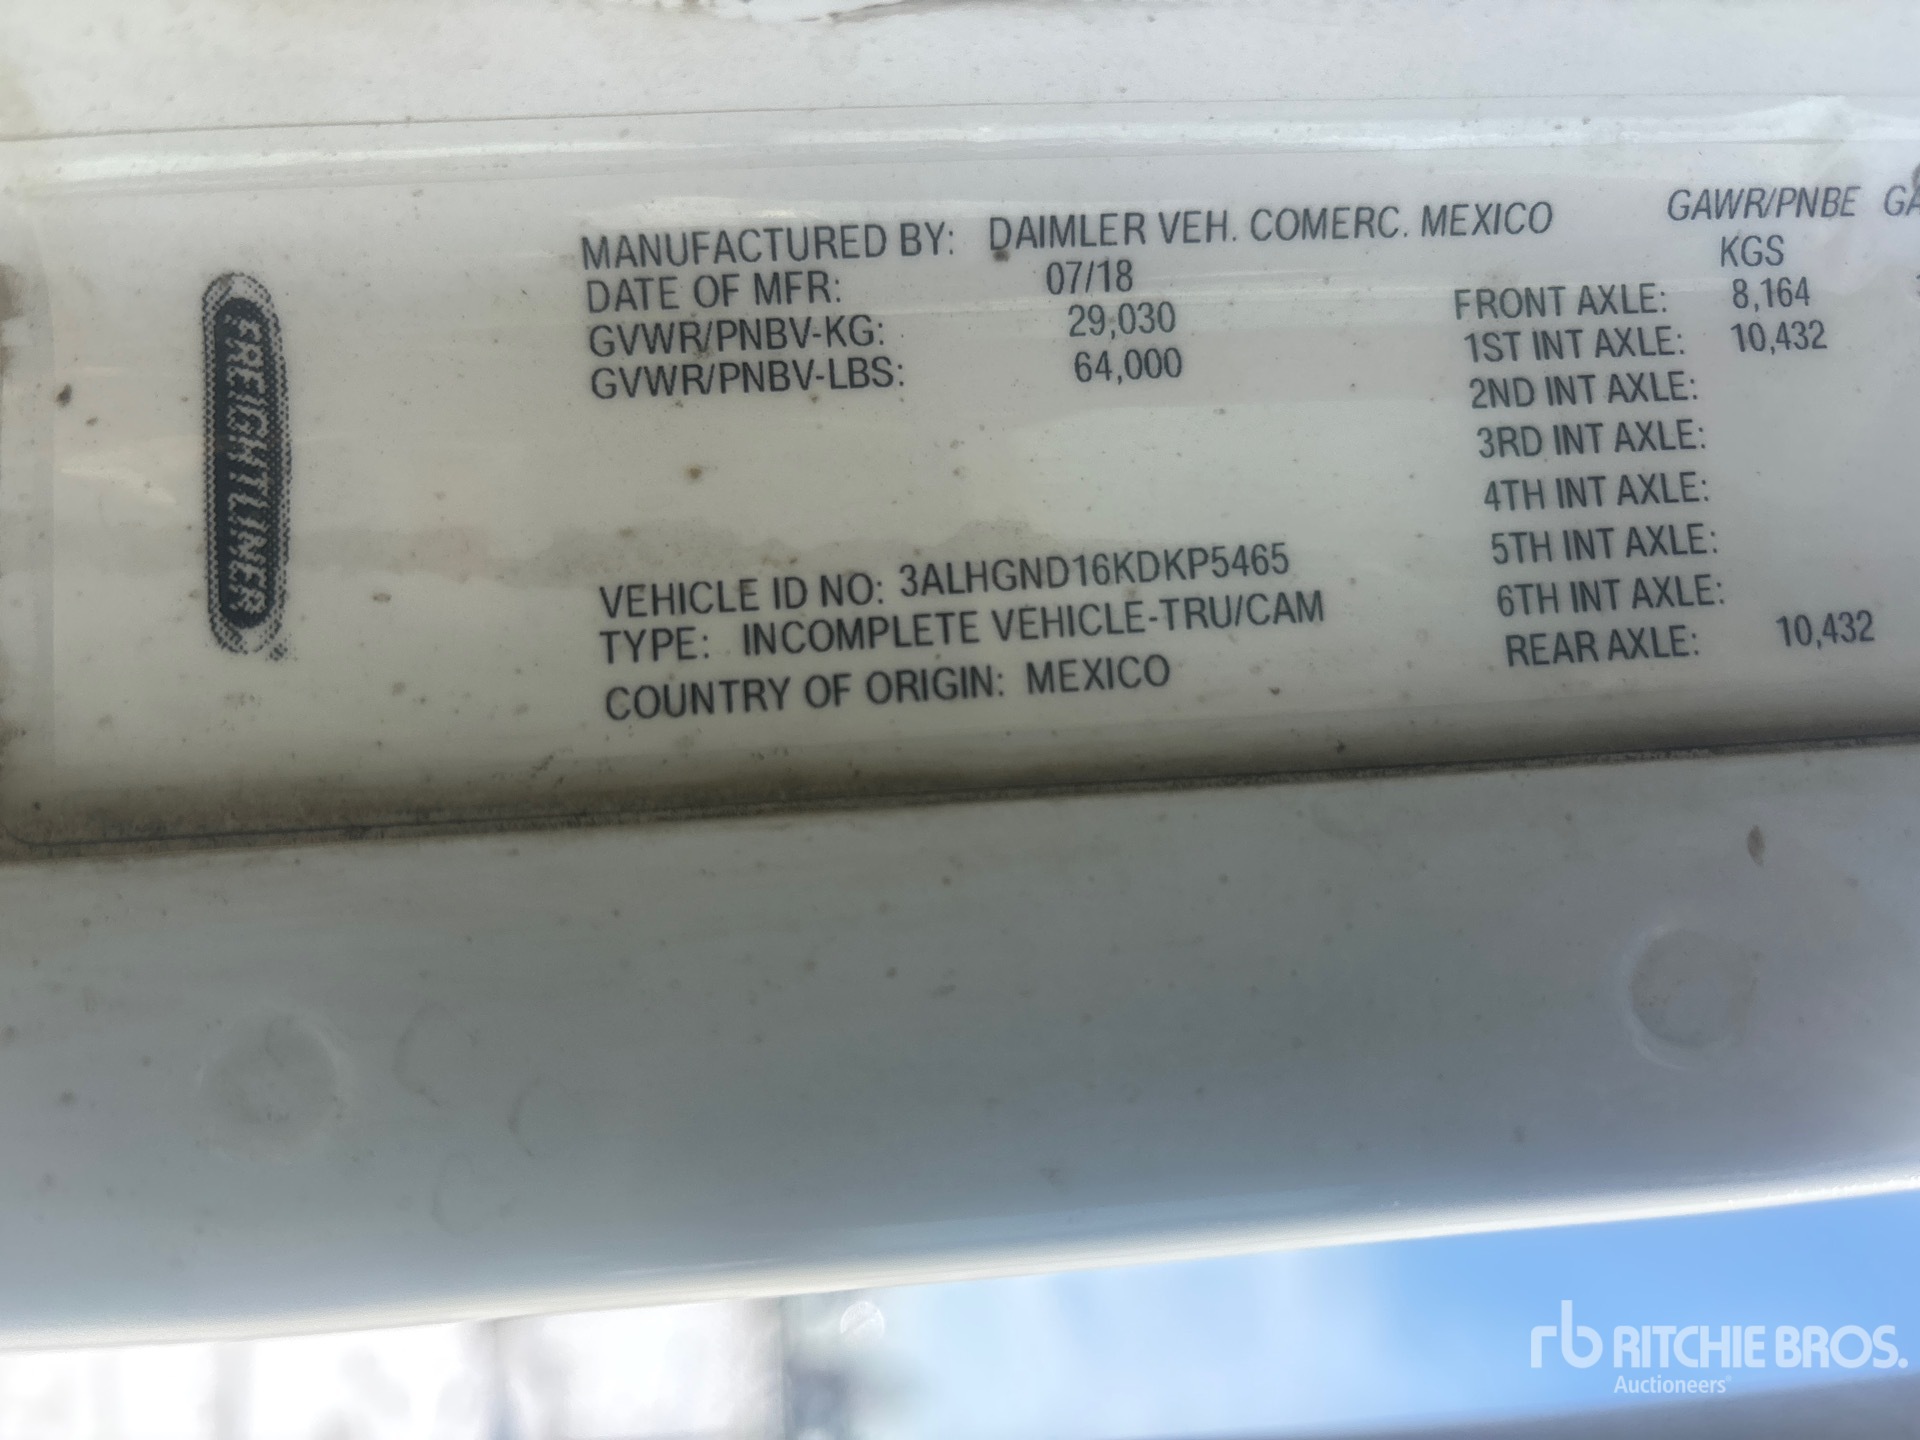 FREIGHTLINER
MANUFACTURED BY: DAIMLER VEH. COMERC. MEXICO
DATE OF MFR: 07/18
GVWR/PNBV-KG: 29,030
GVWR/PNBV-LBS: 64,000
VEHICLE ID NO: 3ALHGND16KDKP5465
TYPE: INCOMPLETE VEHICLE-TRU/CAM
COUNTRY OF ORIGIN: MEXICO
GAWR/PNBE GA
KGS
FRONT AXLE: 8,164
1ST INT AXLE: 10,432
2ND INT AXLE:
3RD INT AXLE:
4TH INT AXLE:
5TH INT AXLE:
6TH INT AXLE:
REAR AXLE: 10,432
rb RITCHIE BROS.
Auctioneers